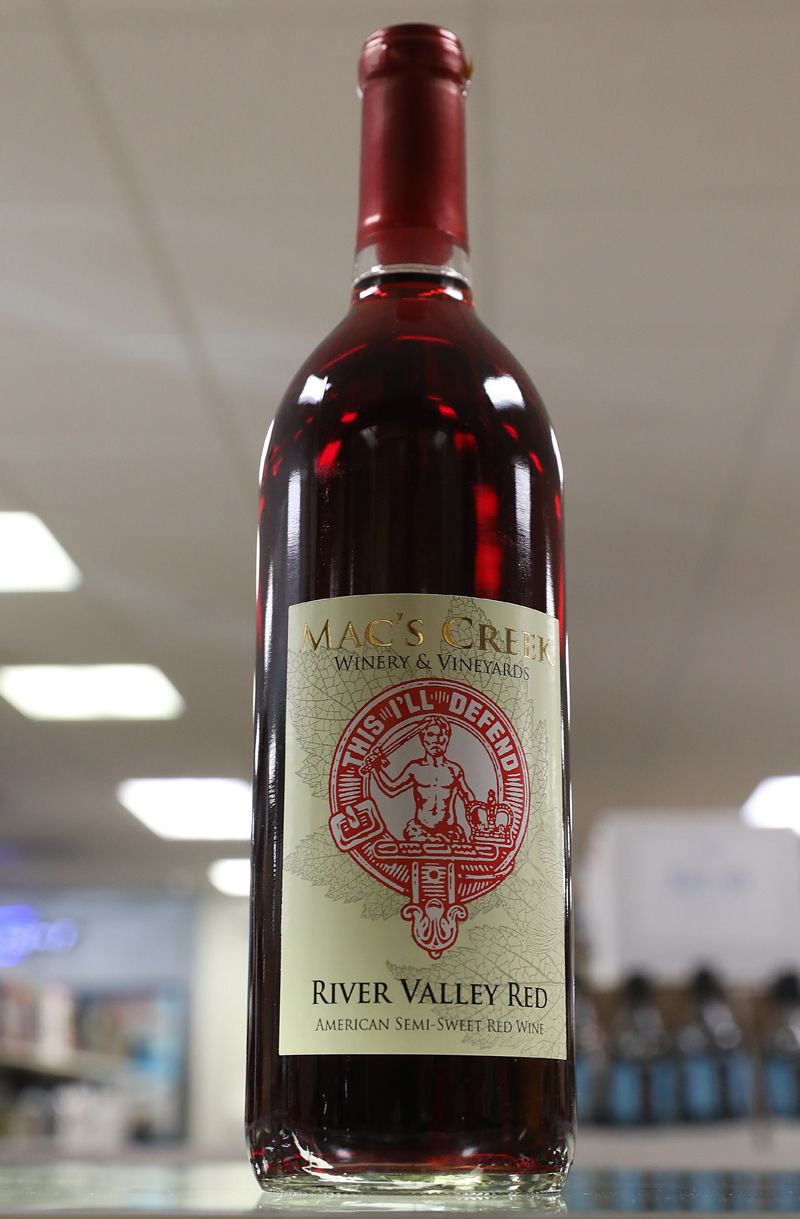 MAC'S CREEK
WINERY & VINEYARDS
THIS I'LL DEFEND
RIVER VALLEY RED
AMERICAN SEMI-SWEET RED WINE